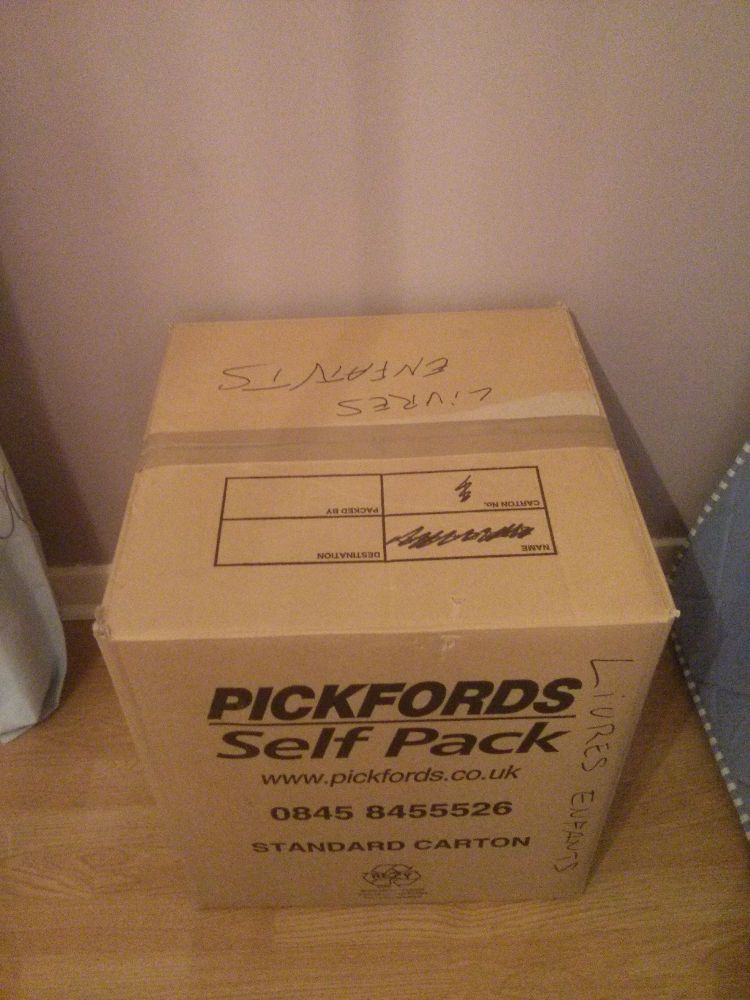 LiVRES
ENFANTS
CARTON No.
PACKED BY
NAME
DESTINATION
PICKFORDS
Self Pack
www.pickfords.co.uk
0845 8455526
STANDARD CARTON
RESY
LiVRES ENFANTS